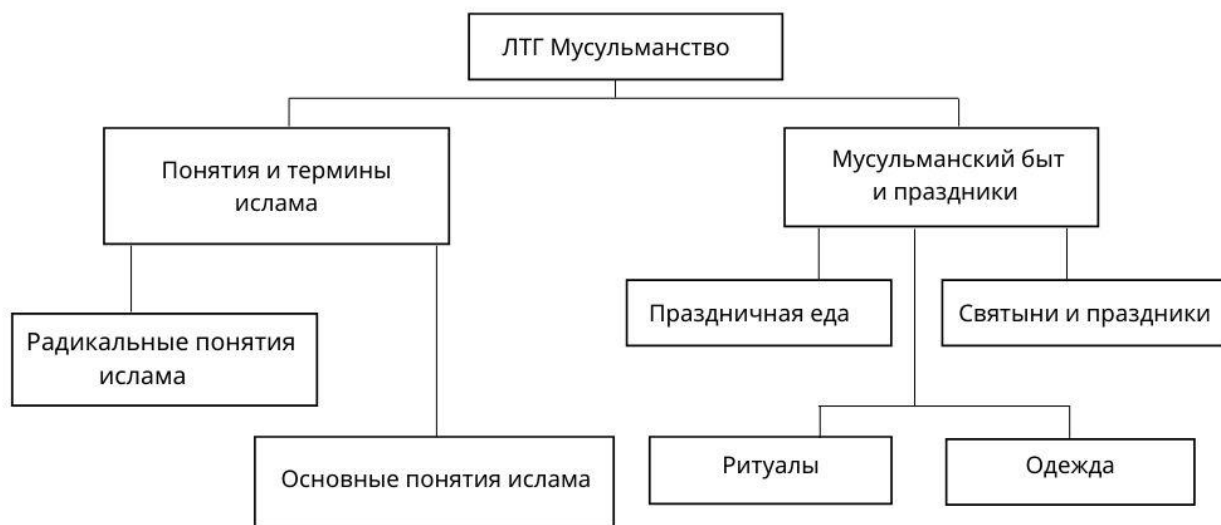 ЛТГ Мусульманство
Понятия и термины
ислама
Мусульманский быт
и праздники
Праздничная еда
Святыни и праздники
Радикальные понятия
ислама
Основные понятия ислама
Ритуалы
Одежда